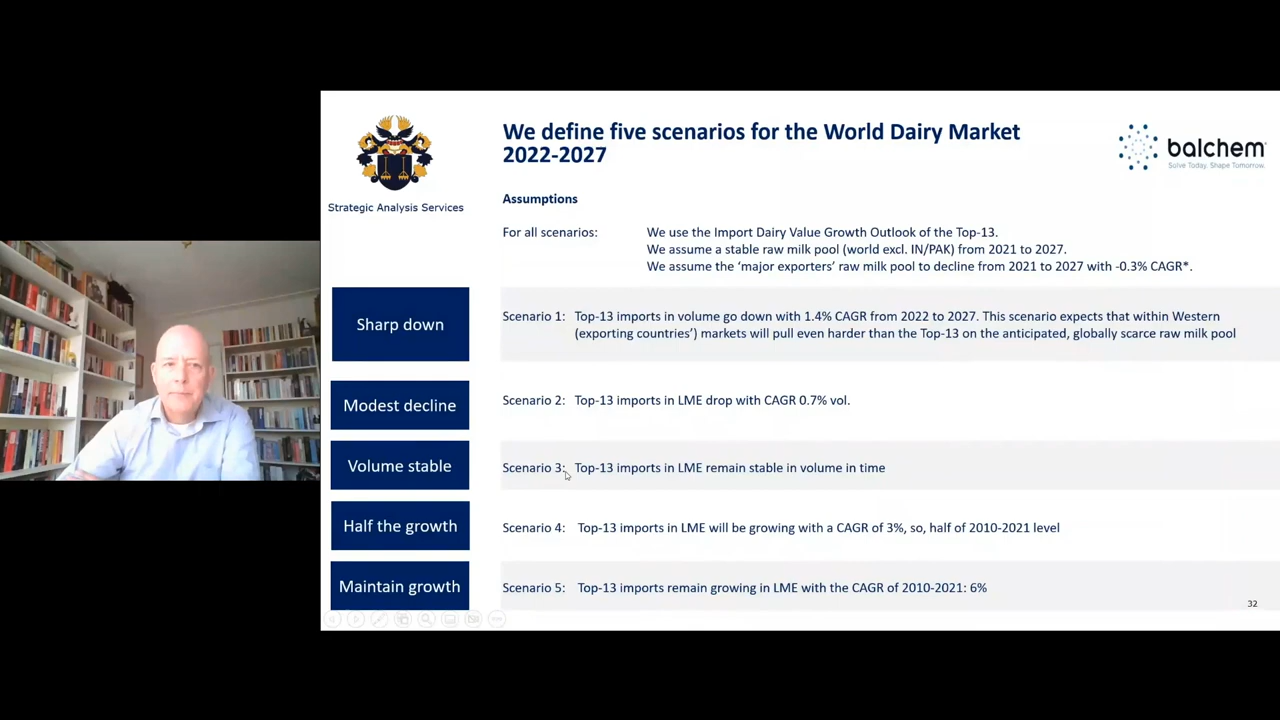 We define five scenarios for the World Dairy Market
2022-2027
balchem
Solve Today. Shape Tomorrow.
Strategic Analysis Services
Assumptions
For all scenarios: We use the Import Dairy Value Growth Outlook of the Top-13.
We assume a stable raw milk pool (world excl. IN/PAK) from 2021 to 2027.
We assume the ‘major exporters’ raw milk pool to decline from 2021 to 2027 with -0.3% CAGR*.
Sharp down
Scenario 1: Top-13 imports in volume go down with 1.4% CAGR from 2022 to 2027. This scenario expects that within Western
(exporting countries’) markets will pull even harder than the Top-13 on the anticipated, globally scarce raw milk pool
Modest decline
Scenario 2: Top-13 imports in LME drop with CAGR 0.7% vol.
Volume stable
Scenario 3: Top-13 imports in LME remain stable in volume in time
Half the growth
Scenario 4: Top-13 imports in LME will be growing with a CAGR of 3%, so, half of 2010-2021 level
Maintain growth
Scenario 5: Top-13 imports remain growing in LME with the CAGR of 2010-2021: 6%
32